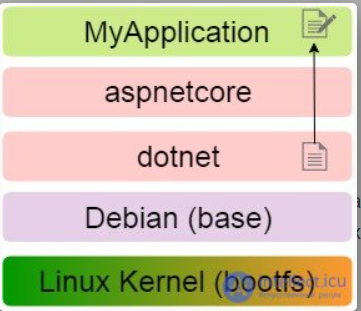 MyApplication
aspnetcore
dotnet
Debian (base)
Linux Kernel (bootfs)